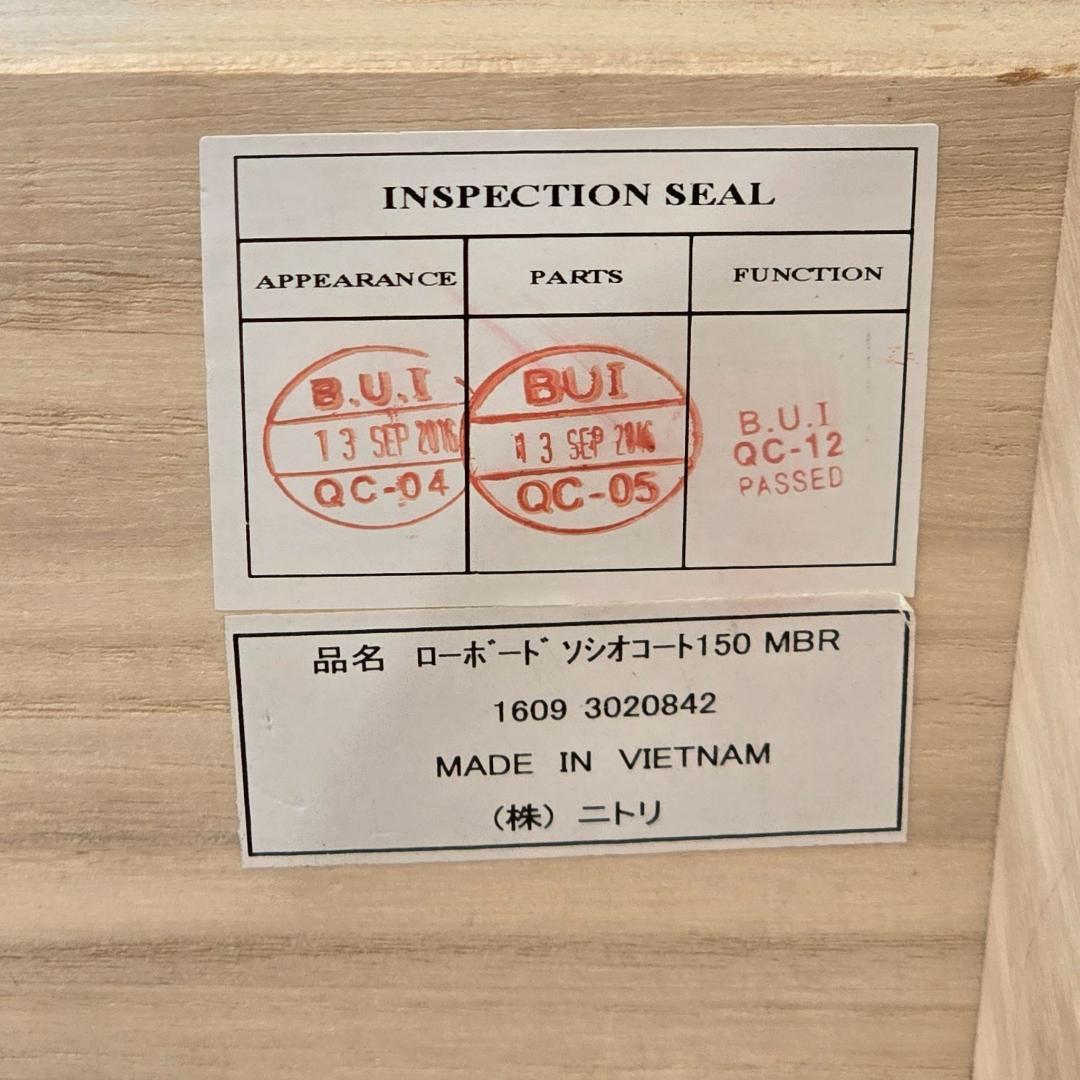 INSPECTION SEAL
APPEARANCE PARTS FUNCTION
B.U.I
13 SEP 2016
QC-04
BUI
13 SEP 2016
QC-05
B.U.I
QC-12
PASSED
品名 ローボード ソシオコート150 MBR
1609 3020842
MADE IN VIETNAM
(株) ニトリ